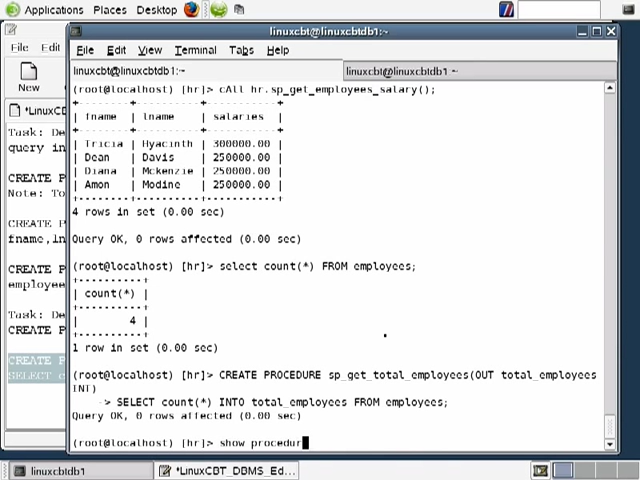 Applications Places Desktop
linuxcbt@linuxcbtdb1:~
File Edit
File Edit View Terminal Tabs Help
linuxcbt@linuxcbtdb1:~
linuxcbtdb1 ~
New
*LinuxC
Task: De
query in
CREATE P
Note: To
CREATE P
fname,ln
CREATE P
employee
Task: De
CREATE P
CREATE P
SELECT c
(root@localhost) [hr]> cAll hr.sp_get_employees_salary();
+---------+----------+-----------+
| fname | lname | salaries |
+---------+----------+-----------+
| Tricia | Hyacinth | 300000.00 |
| Dean | Davis | 250000.00 |
| Diana | Mckenzie | 250000.00 |
| Amon | Modine | 250000.00 |
+---------+----------+-----------+
4 rows in set (0.00 sec)
Query OK, 0 rows affected (0.00 sec)
(root@localhost) [hr]> select count(*) FROM employees;
+----------+
| count(*) |
+----------+
| 4 |
+----------+
1 row in set (0.00 sec)
(root@localhost) [hr]> CREATE PROCEDURE sp_get_total_employees(OUT total_employees
INT)
-> SELECT count(*) INTO total_employees FROM employees;
Query OK, 0 rows affected (0.00 sec)
(root@localhost) [hr]> show procedur
linuxcbtdb1
*LinuxCBT_DBMS_Ed...